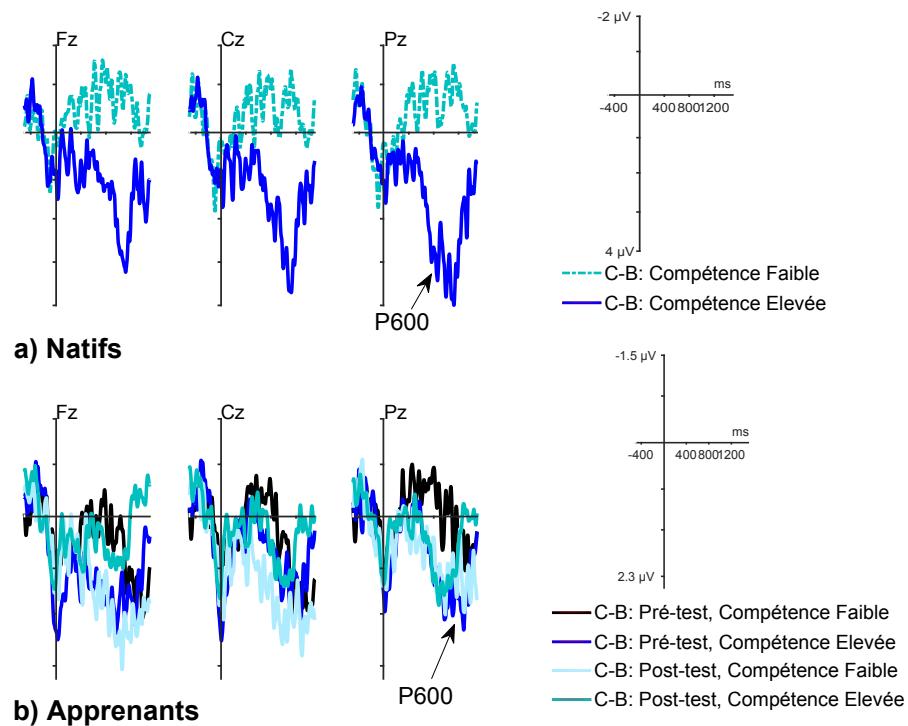 Fz Cz Pz
-2 µV
ms
-400 400 800 1200
4 µV
C-B: Compétence Faible
C-B: Compétence Elevée
P600
a) Natifs
Fz Cz Pz
-1.5 µV
ms
-400 400 800 1200
2.3 µV
C-B: Pré-test, Compétence Faible
C-B: Pré-test, Compétence Elevée
C-B: Post-test, Compétence Faible
C-B: Post-test, Compétence Elevée
P600
b) Apprenants